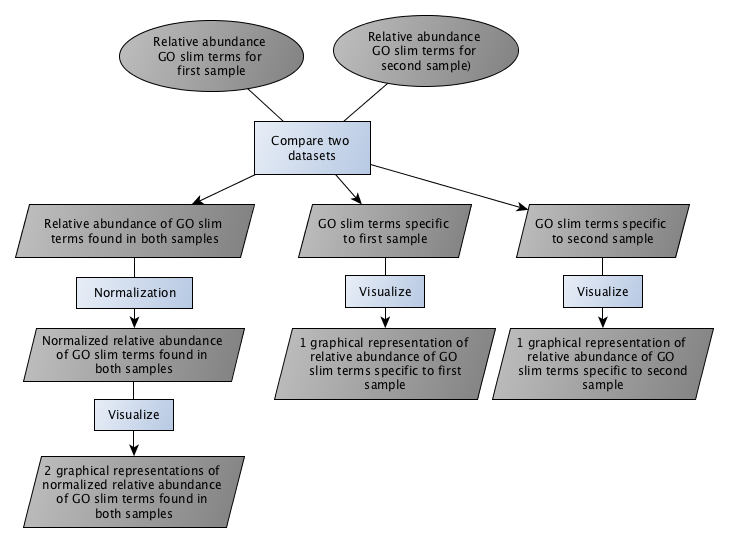 Relative abundance
GO slim terms for
first sample
Relative abundance
GO slim terms for
second sample)
Compare two
datasets
Relative abundance of GO slim
terms found in both samples
GO slim terms specific
to first sample
GO slim terms specific
to second sample
Normalization
Visualize
Visualize
Normalized relative abundance
of GO slim terms found in
both samples
1 graphical representation of
relative abundance of GO
slim terms specific to first
sample
1 graphical representation of
relative abundance of GO
slim terms specific to second
sample
Visualize
2 graphical representations of
normalized relative abundance
of GO slim terms found in
both samples